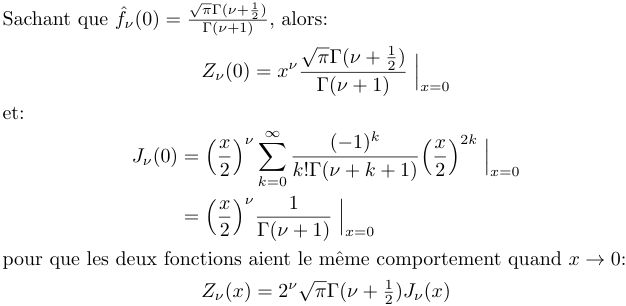 Sachant que $\hat{f}_\nu(0) = \frac{\sqrt{\pi}\Gamma(\nu+\frac{1}{2})}{\Gamma(\nu+1)}$, alors:
$Z_\nu(0) = x^\nu \frac{\sqrt{\pi}\Gamma(\nu+\frac{1}{2})}{\Gamma(\nu+1)} \Big|_{x=0}$
et:
$J_\nu(0) = \left(\frac{x}{2}\right)^\nu \sum_{k=0}^{\infty} \frac{(-1)^k}{k!\Gamma(\nu+k+1)} \left(\frac{x}{2}\right)^{2k} \Big|_{x=0}$
$= \left(\frac{x}{2}\right)^\nu \frac{1}{\Gamma(\nu+1)} \Big|_{x=0}$
pour que les deux fonctions aient le même comportement quand $x \to 0$:
$Z_\nu(x) = 2^\nu \sqrt{\pi}\Gamma(\nu+\frac{1}{2}) J_\nu(x)$